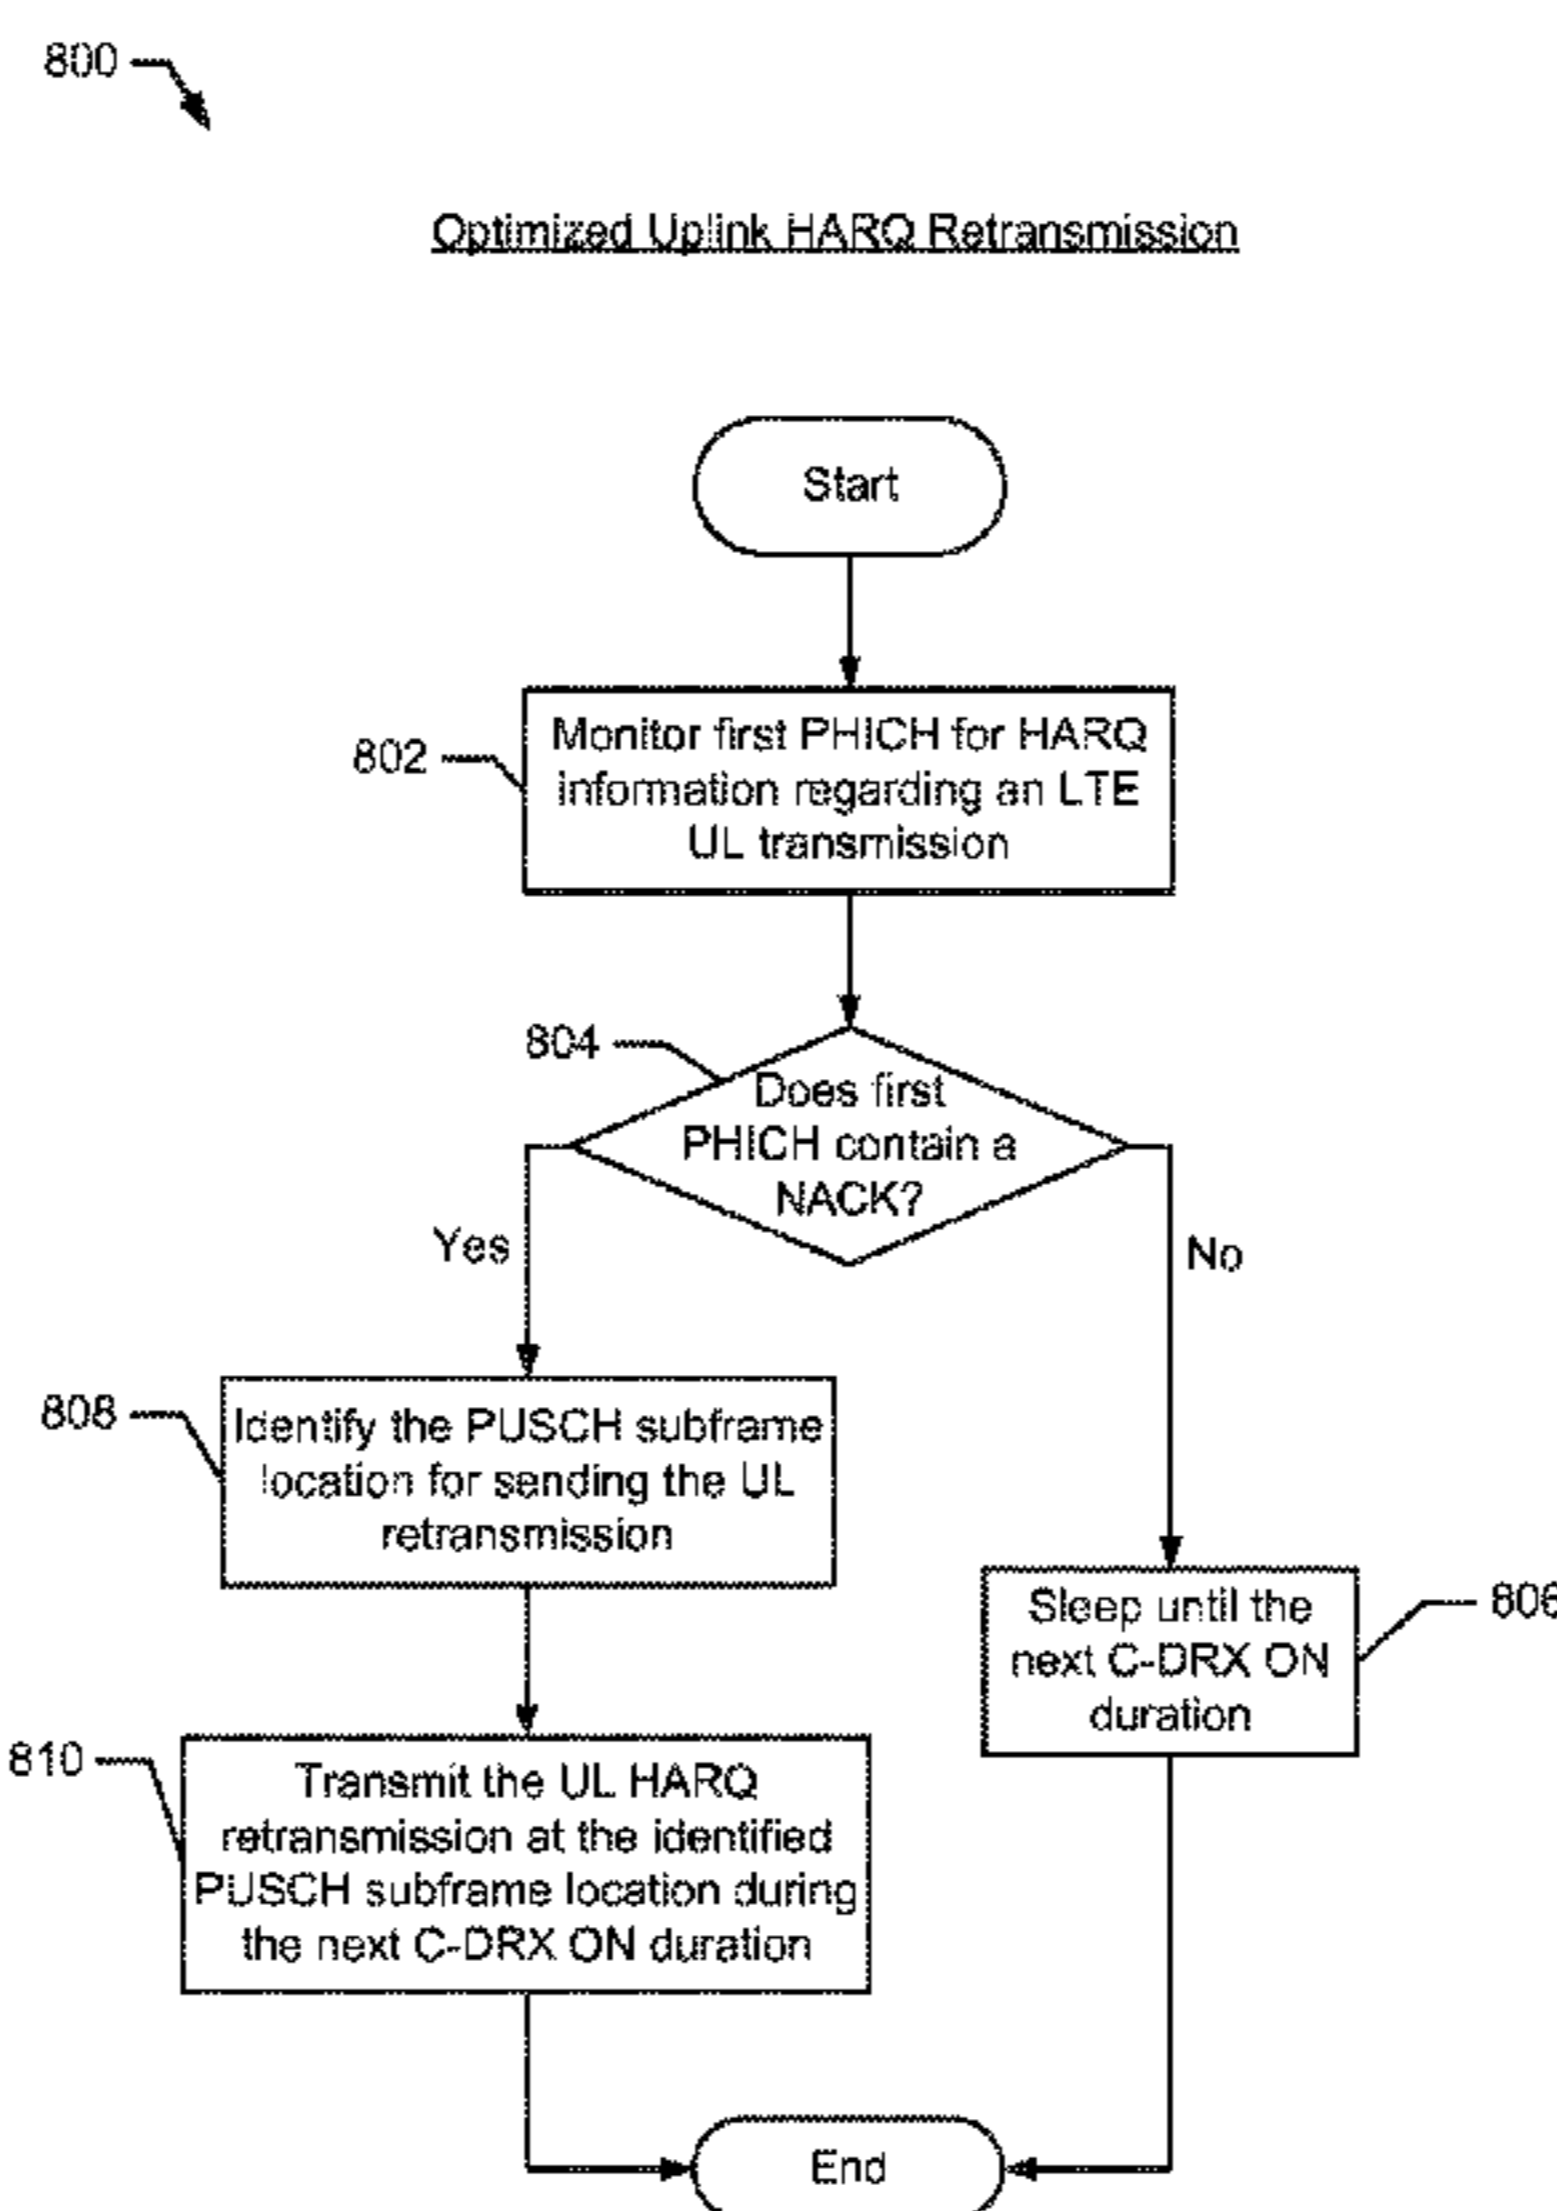 800
Optimized Uplink HARQ Retransmission
Start
802
Monitor first PHICH for HARQ
information regarding an LTE
UL transmission
804
Does first
PHICH contain a
NACK?
Yes
No
808
Identify the PUSCH subframe
location for sending the UL
retransmission
Sleep until the
next C-DRX ON
duration
806
810
Transmit the UL HARQ
retransmission at the identified
PUSCH subframe location during
the next C-DRX ON duration
End